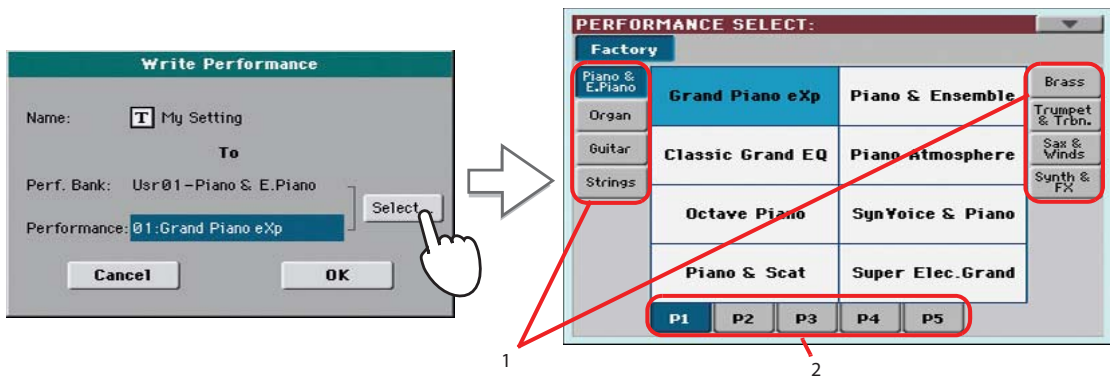 Write Performance
Name: T My Setting
To
Perf. Bank: Usr01-Piano & E.Piano
Performance: 01:Grand Piano eXp
Select..
Cancel
OK
PERFORMANCE SELECT:
Factory
Piano &
E.Piano
Organ
Guitar
Strings
Grand Piano eXp
Piano & Ensemble
Classic Grand EQ
Piano Atmosphere
Octave Piano
SynVoice & Piano
Piano & Scat
Super Elec.Grand
Brass
Trumpet
& Trbn.
Sax &
Winds
Synth &
FX
P1 P2 P3 P4 P5
1
2